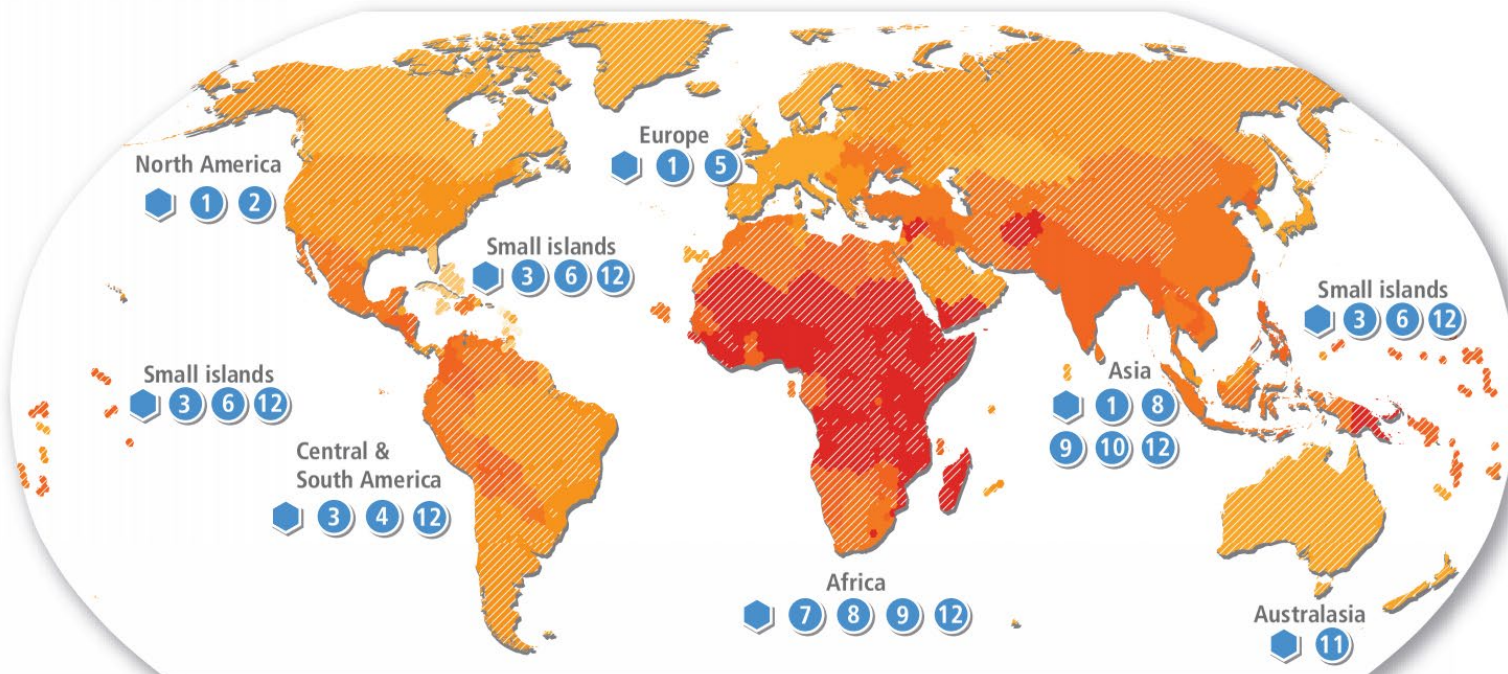 Europe
1 5
North America
1 2
Small islands
3 6 12
Small islands
3 6 12
Small islands
3 6 12
Asia
1 8
9 10 12
Central &
South America
3 4 12
Africa
7 8 9 12
Australasia
11